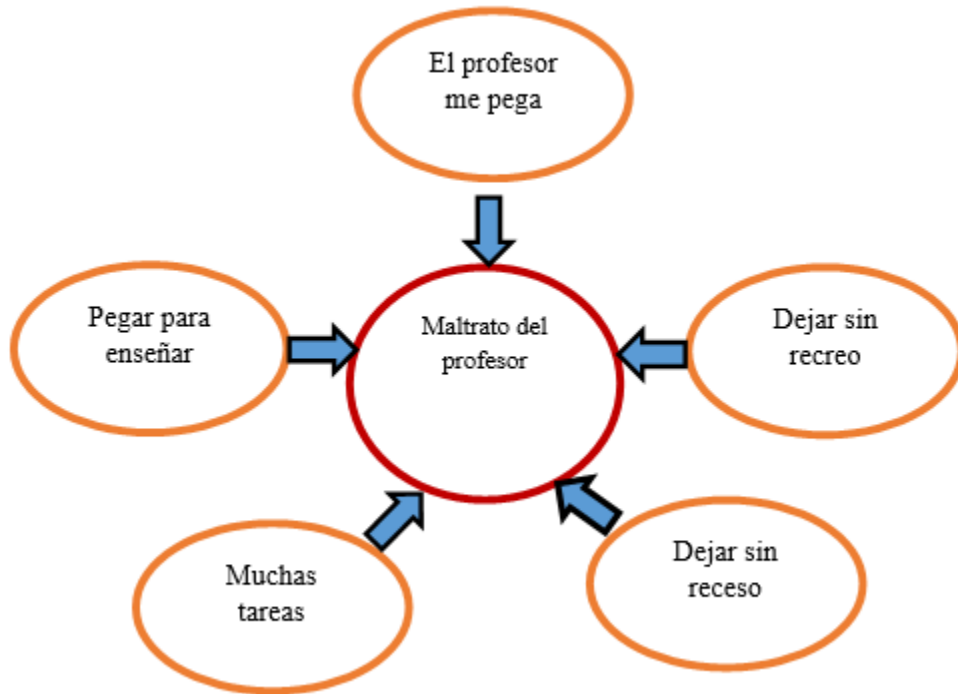 El profesor
me pega
Pegar para
enseñar
Maltrato del
profesor
Dejar sin
recreo
Muchas
tareas
Dejar sin
receso